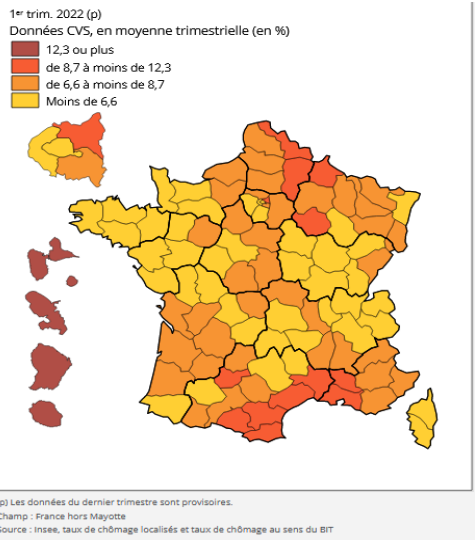 1er trim. 2022 (p)
Données CVS, en moyenne trimestrielle (en %)
12,3 ou plus
de 8,7 à moins de 12,3
de 6,6 à moins de 8,7
Moins de 6,6
(p) Les données du dernier trimestre sont provisoires.
Champ : France hors Mayotte
Source : Insee, taux de chômage localisés et taux de chômage au sens du BIT